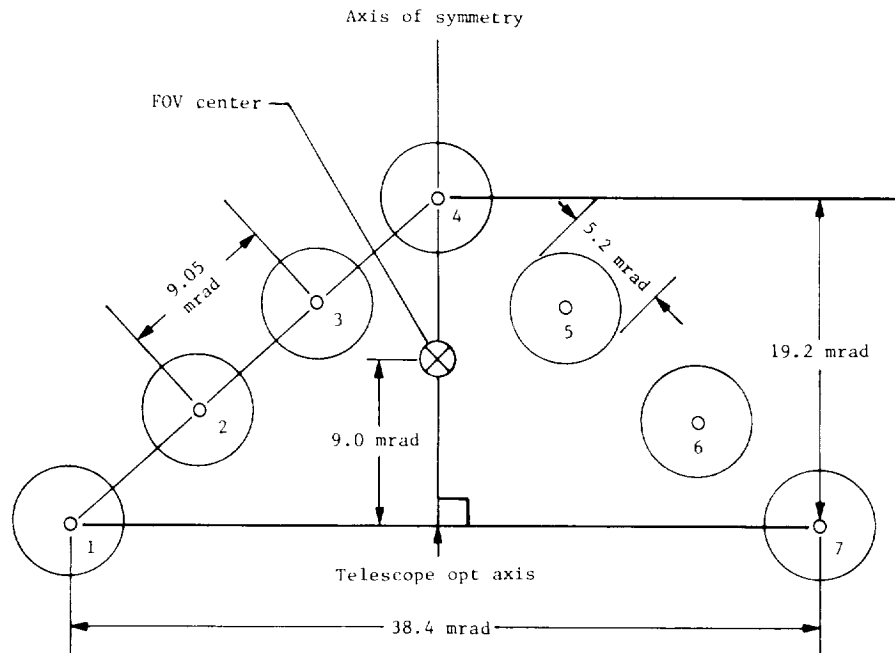 Axis of symmetry
FOV center
4
5.2 mrad
9.05
mrad
3
5
19.2 mrad
2
9.0 mrad
6
1
7
Telescope opt axis
38.4 mrad